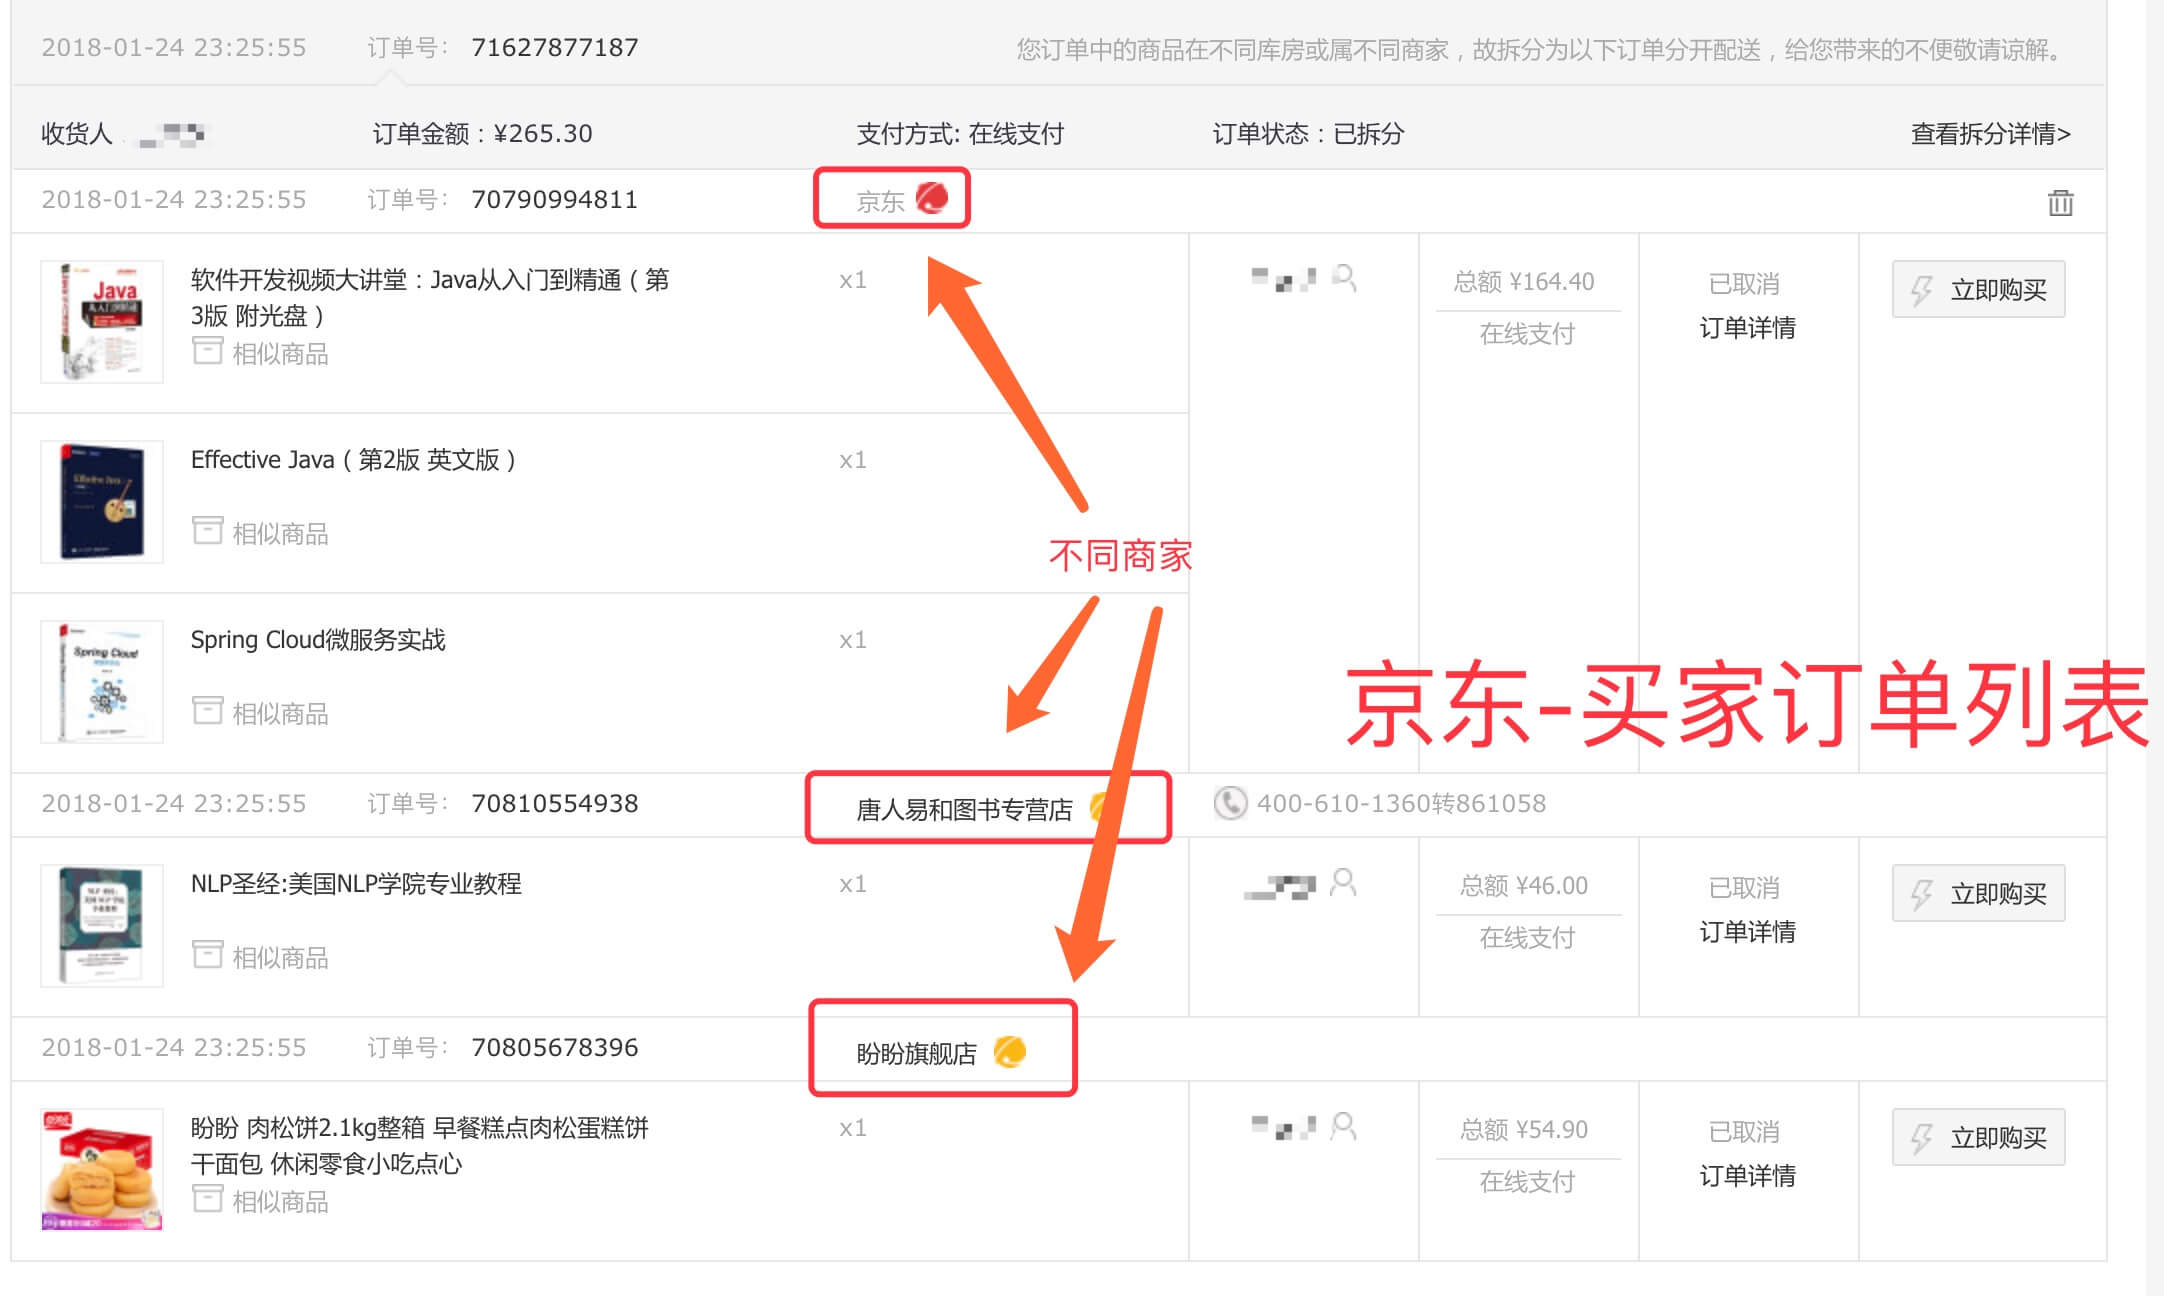 2018-01-24 23:25:55 订单号: 71627877187 您订单中的商品在不同库房或属不同商家，故拆分为以下订单分开配送，给您带来的不便敬请谅解。
收货人 订单金额：¥265.30 支付方式: 在线支付 订单状态：已拆分 查看拆分详情>
2018-01-24 23:25:55 订单号: 70790994811 京东
软件开发视频大讲堂：Java从入门到精通（第 x1 总额 ¥164.40 已取消 立即购买
3版 附光盘） 在线支付 订单详情
相似商品
Java
从入门到精通
Effective Java（第2版 英文版） x1
相似商品
Effective Java
不同商家
Spring Cloud微服务实战 x1
相似商品
Spring Cloud
京东-买家订单列表
2018-01-24 23:25:55 订单号: 70810554938 唐人易和图书专营店 400-610-1360转861058
NLP圣经:美国NLP学院专业教程 x1 总额 ¥46.00 已取消 立即购买
在线支付 订单详情
相似商品
2018-01-24 23:25:55 订单号: 70805678396 盼盼旗舰店
盼盼 肉松饼2.1kg整箱 早餐糕点肉松蛋糕饼 x1 总额 ¥54.90 已取消 立即购买
干面包 休闲零食小吃点心 在线支付 订单详情
相似商品